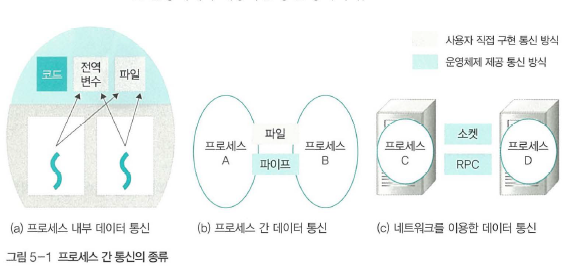 사용자 직접 구현 통신 방식
운영체제 제공 통신 방식
코드
전역
변수
파일
프로세스
A
파일
파이프
프로세스
B
프로세스
C
소켓
RPC
프로세스
D
(a) 프로세스 내부 데이터 통신
(b) 프로세스 간 데이터 통신
(c) 네트워크를 이용한 데이터 통신
그림 5-1 프로세스 간 통신의 종류